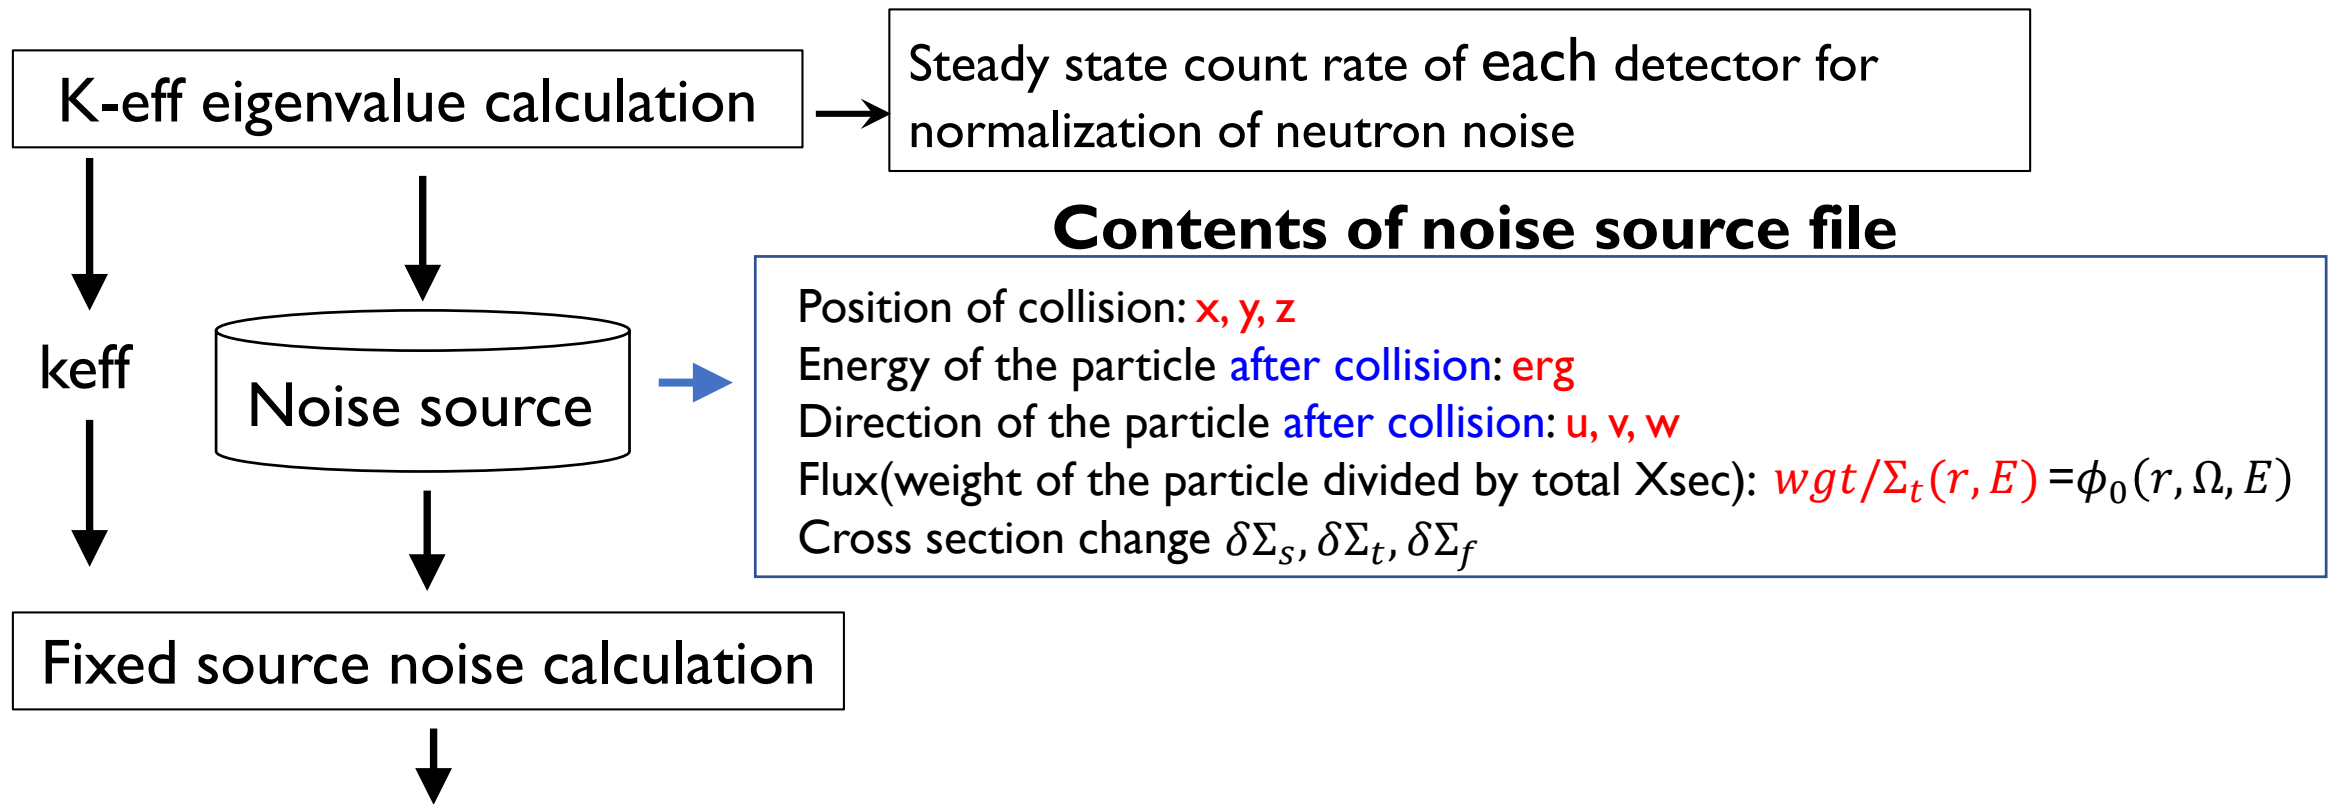 K-eff eigenvalue calculation
Steady state count rate of each detector for
normalization of neutron noise
Contents of noise source file
keff
Noise source
Position of collision: x, y, z
Energy of the particle after collision: erg
Direction of the particle after collision: u, v, w
Flux(weight of the particle divided by total Xsec): wgt/Σₜ(r, E) =ϕ₀(r, Ω, E)
Cross section change δΣₛ, δΣₜ, δΣ_f
Fixed source noise calculation